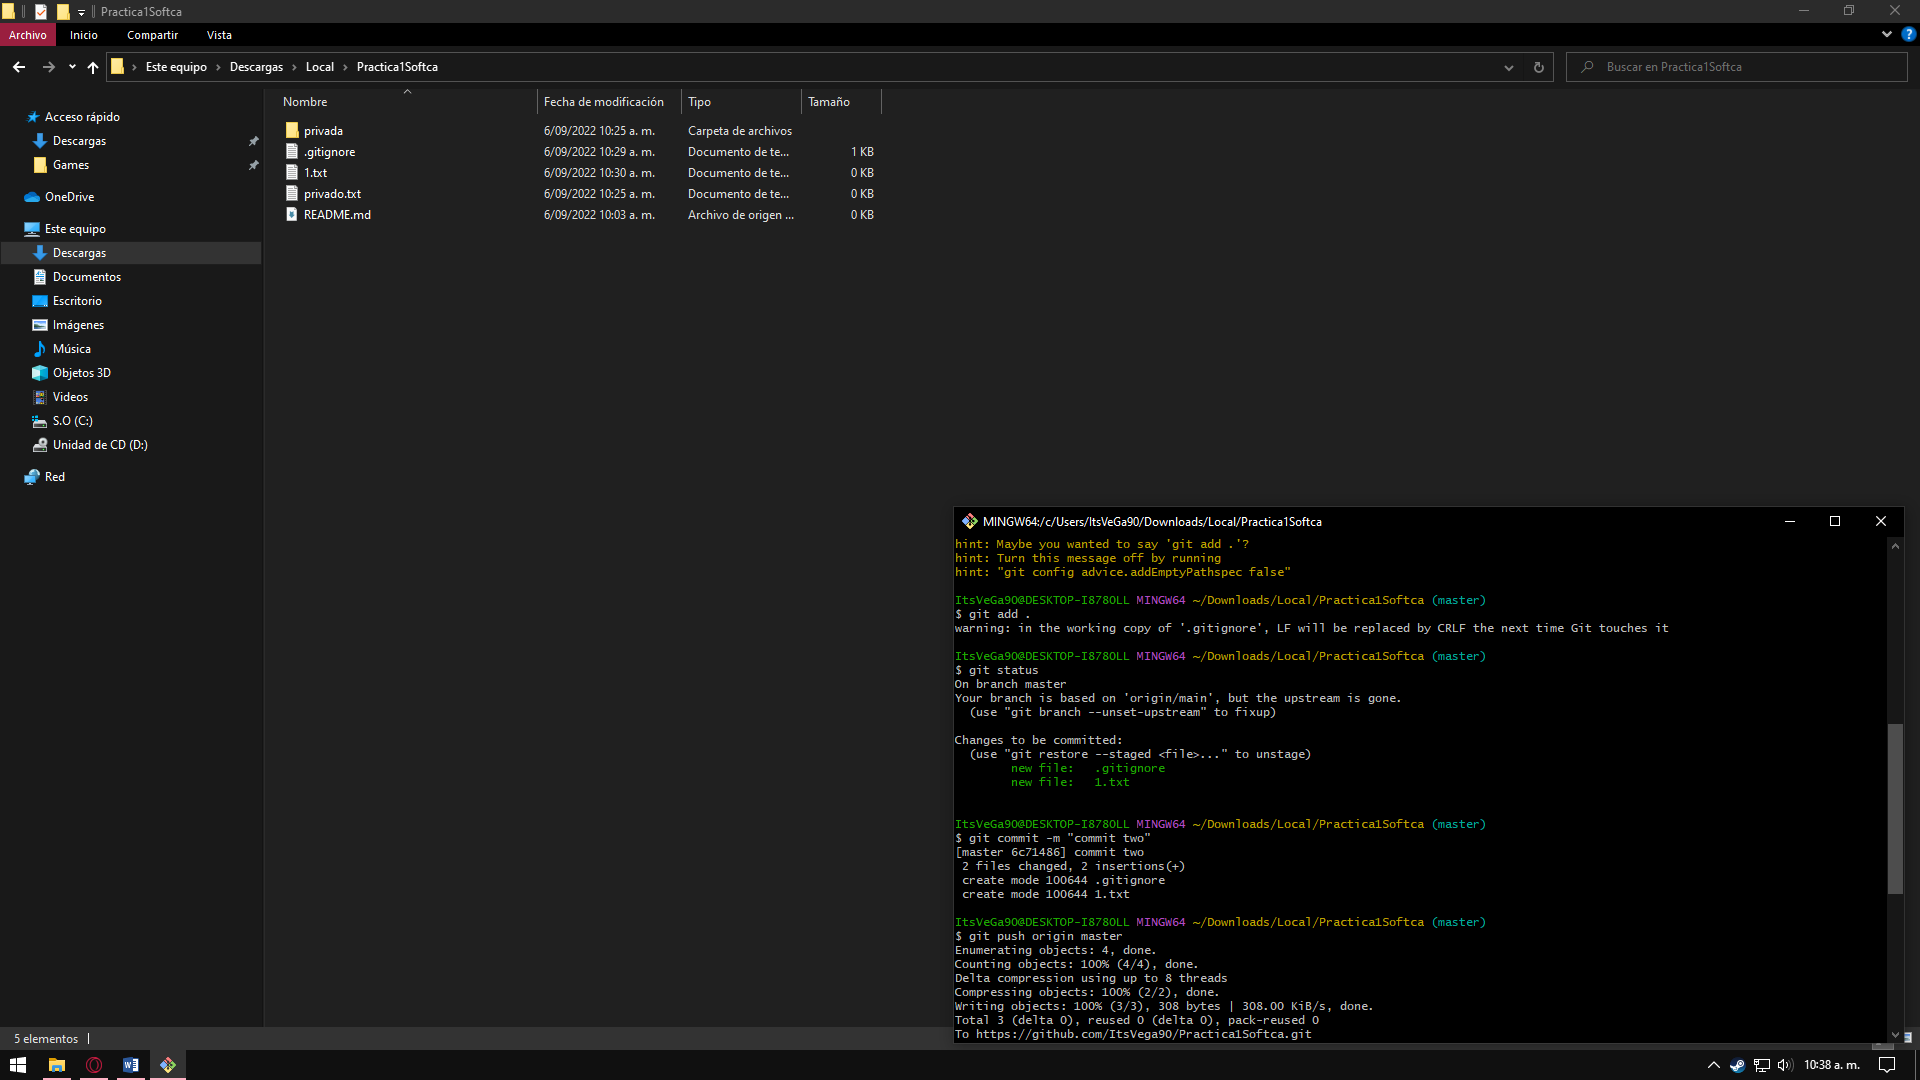 Practica1Softca
Archivo Inicio Compartir Vista
Este equipo Descargas Local Practica1Softca
Buscar en Practica1Softca
Acceso rápido
Descargas
Games
OneDrive
Este equipo
Descargas
Documentos
Escritorio
Imágenes
Música
Objetos 3D
Videos
S.O (C:)
Unidad de CD (D:)
Red
Nombre Fecha de modificación Tipo Tamaño
privada 6/09/2022 10:25 a. m. Carpeta de archivos
.gitignore 6/09/2022 10:29 a. m. Documento de te... 1 KB
1.txt 6/09/2022 10:30 a. m. Documento de te... 0 KB
privado.txt 6/09/2022 10:25 a. m. Documento de te... 0 KB
README.md 6/09/2022 10:03 a. m. Archivo de origen ... 0 KB
MINGW64:/c/Users/ItsVeGa90/Downloads/Local/Practica1Softca
hint: Maybe you wanted to say 'git add .'?
hint: Turn this message off by running
hint: "git config advice.addEmptyPathspec false"
ItsVeGa90@DESKTOP-I878OLL MINGW64 ~/Downloads/Local/Practica1Softca (master)
$ git add .
warning: in the working copy of '.gitignore', LF will be replaced by CRLF the next time Git touches it
ItsVeGa90@DESKTOP-I878OLL MINGW64 ~/Downloads/Local/Practica1Softca (master)
$ git status
On branch master
Your branch is based on 'origin/main', but the upstream is gone.
(use "git branch --unset-upstream" to fixup)
Changes to be committed:
(use "git restore --staged <file>..." to unstage)
new file: .gitignore
new file: 1.txt
ItsVeGa90@DESKTOP-I878OLL MINGW64 ~/Downloads/Local/Practica1Softca (master)
$ git commit -m "commit two"
[master 6c71486] commit two
2 files changed, 2 insertions(+)
create mode 100644 .gitignore
create mode 100644 1.txt
ItsVeGa90@DESKTOP-I878OLL MINGW64 ~/Downloads/Local/Practica1Softca (master)
$ git push origin master
Enumerating objects: 4, done.
Counting objects: 100% (4/4), done.
Delta compression using up to 8 threads
Compressing objects: 100% (2/2), done.
Writing objects: 100% (3/3), 308 bytes | 308.00 KiB/s, done.
Total 3 (delta 0), reused 0 (delta 0), pack-reused 0
To https://github.com/ItsVega90/Practica1Softca.git
5 elementos
10:38 a. m.